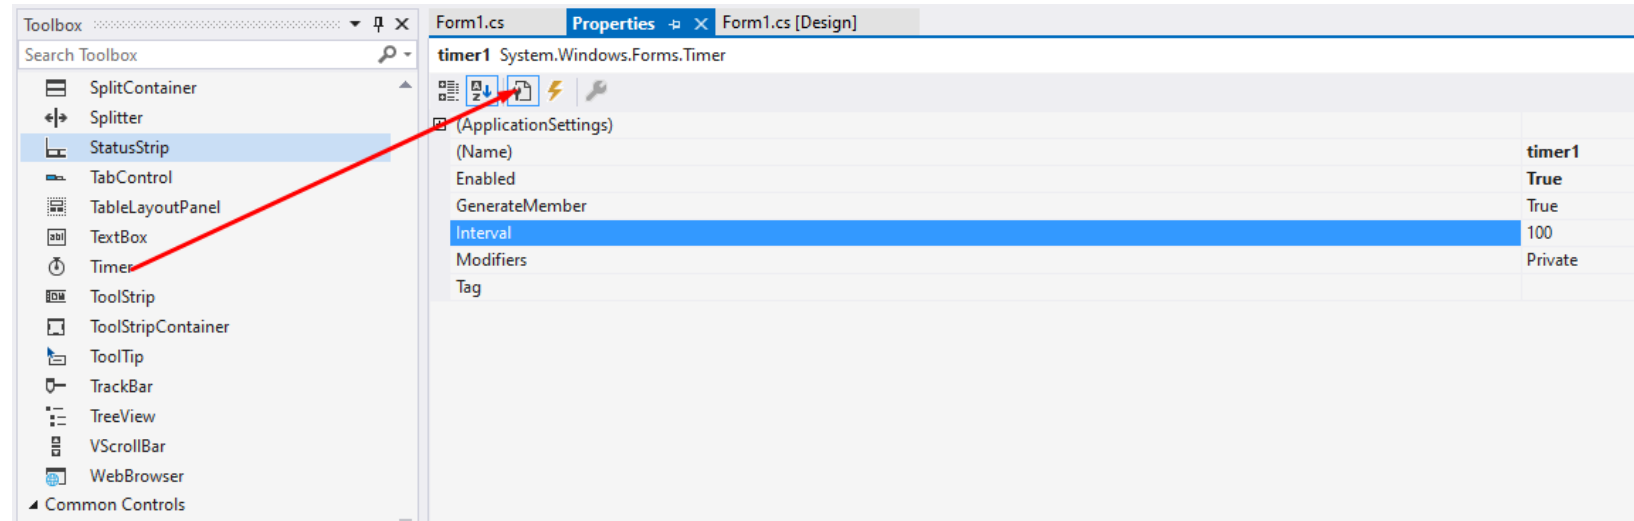 Toolbox
Search Toolbox
SplitContainer
Splitter
StatusStrip
TabControl
TableLayoutPanel
TextBox
Timer
ToolStrip
ToolStripContainer
ToolTip
TrackBar
TreeView
VScrollBar
WebBrowser
Common Controls
Form1.cs Properties Form1.cs [Design]
timer1 System.Windows.Forms.Timer
(ApplicationSettings)
(Name) timer1
Enabled True
GenerateMember True
Interval 100
Modifiers Private
Tag